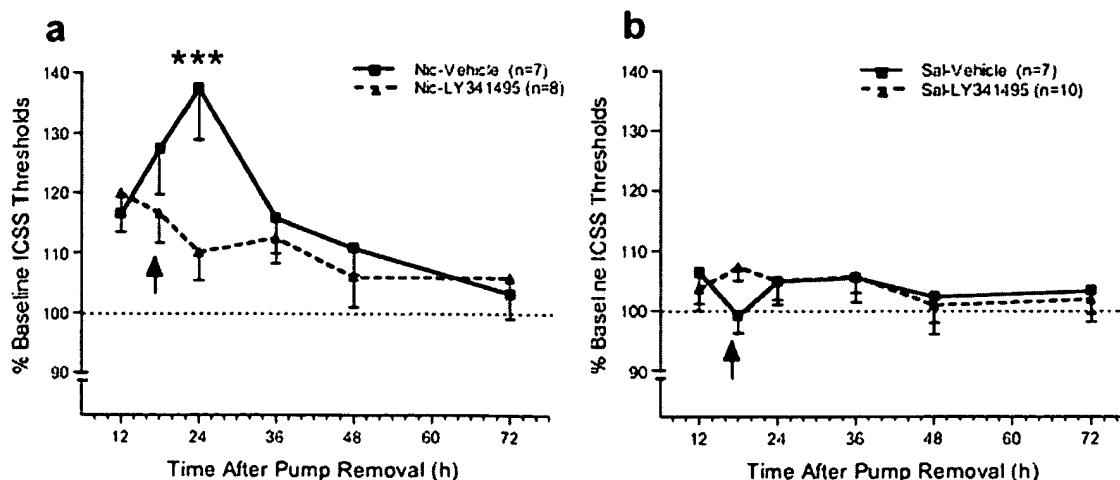 a
***
Nic-Vehicle (n=7)
Nic-LY341495 (n=8)
% Baseline ICSS Thresholds
140
130
120
110
100
90
12 24 36 48 60 72
Time After Pump Removal (h)
b
Sal-Vehicle (n=7)
Sal-LY341495 (n=10)
% Baseline ICSS Thresholds
140
130
120
110
100
90
12 24 36 48 60 72
Time After Pump Removal (h)